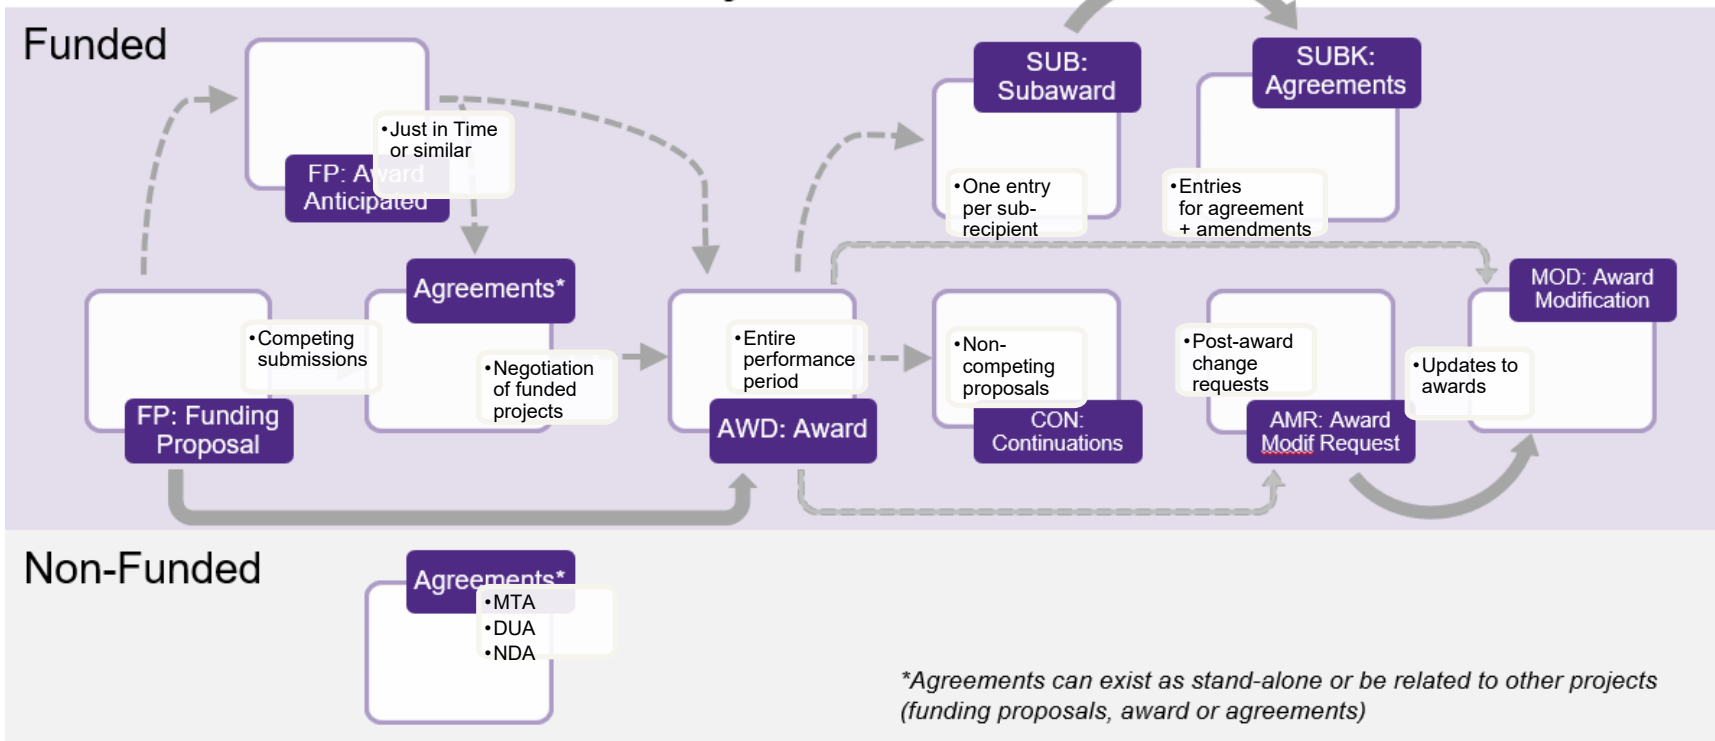 Funded
• Just in Time
or similar
FP: Award
Anticipated
SUB:
Subaward
• One entry
per sub-
recipient
SUBK:
Agreements
• Entries
for agreement
+ amendments
FP: Funding
Proposal
• Competing
submissions
Agreements*
• Negotiation
of funded
projects
• Entire
performance
period
AWD: Award
• Non-
competing
proposals
CON:
Continuations
• Post-award
change
requests
AMR: Award
Modif Request
MOD: Award
Modification
• Updates to
awards
Non-Funded
Agreements*
• MTA
• DUA
• NDA
*Agreements can exist as stand-alone or be related to other projects
(funding proposals, award or agreements)